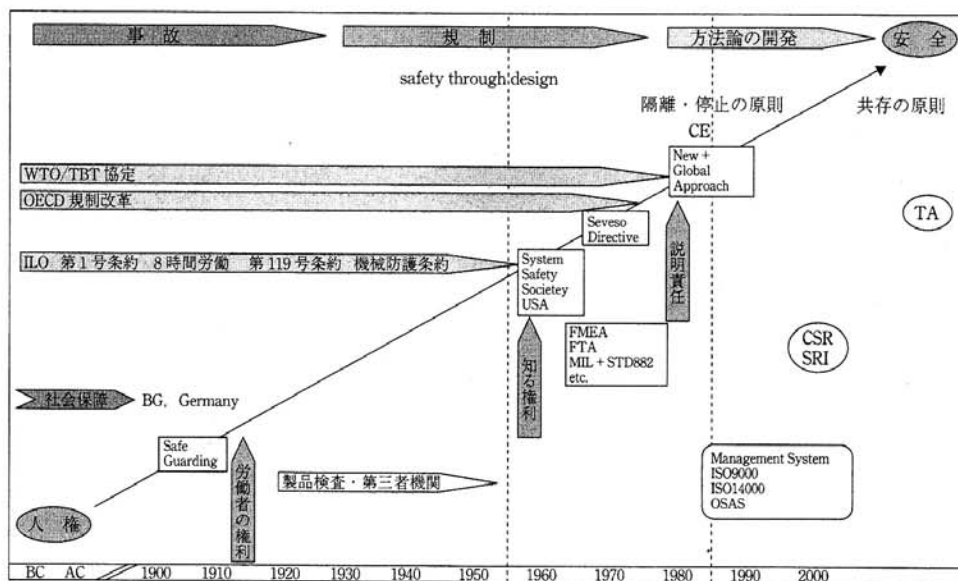 事 故
規 制
方法論の開発
安 全
safety through design
隔離・停止の原則
共存の原則
CE
New +
Global
Approach
WTO/TBT 協定
OECD 規制改革
Seveso
Directive
TA
ILO 第1号条約 8時間労働 第119号条約 機械防護条約
System
Safety
Societey
USA
説明責任
FMEA
FTA
MIL + STD882
etc.
CSR
SRI
知る権利
社会保障
BG, Germany
Safe
Guarding
労働者の権利
製品検査・第三者機関
Management System
ISO9000
ISO14000
OSAS
人 権
BC AC 1900 1910 1920 1930 1940 1950 1960 1970 1980 1990 2000